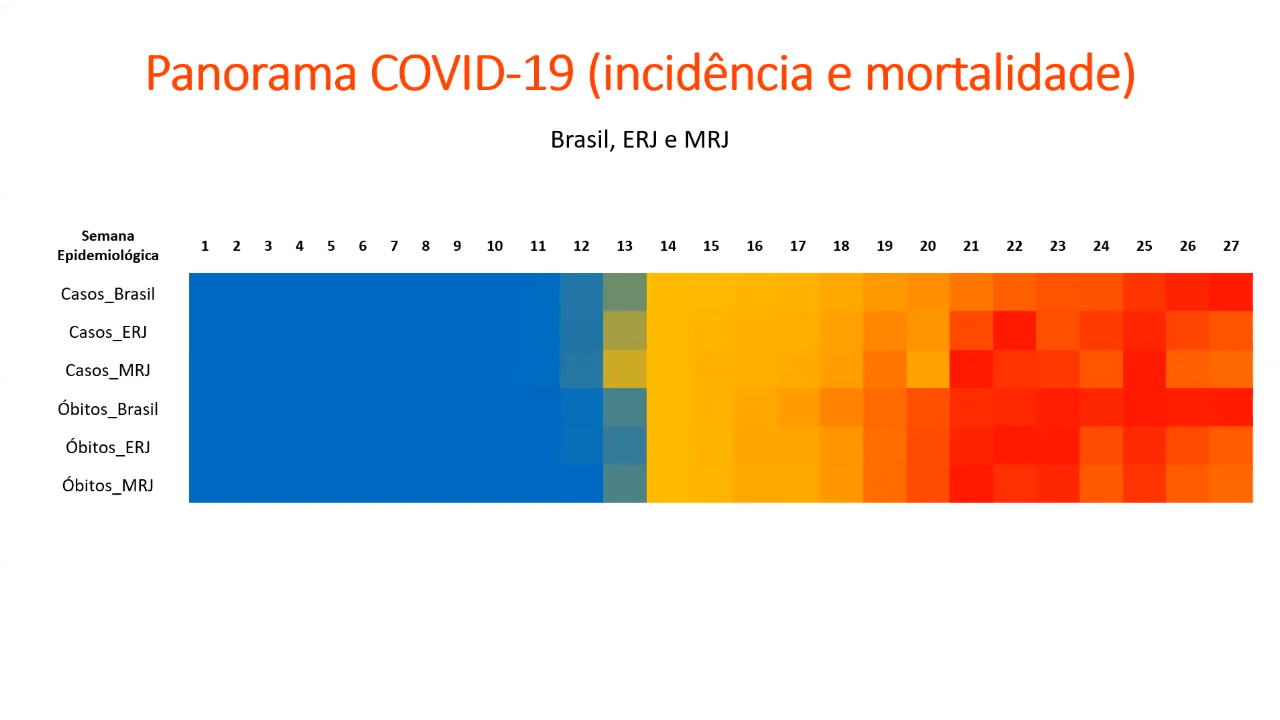 Panorama COVID-19 (incidência e mortalidade)
Brasil, ERJ e MRJ
Semana
Epidemiológica
1 2 3 4 5 6 7 8 9 10 11 12 13 14 15 16 17 18 19 20 21 22 23 24 25 26 27
Casos_Brasil
Casos_ERJ
Casos_MRJ
Óbitos_Brasil
Óbitos_ERJ
Óbitos_MRJ